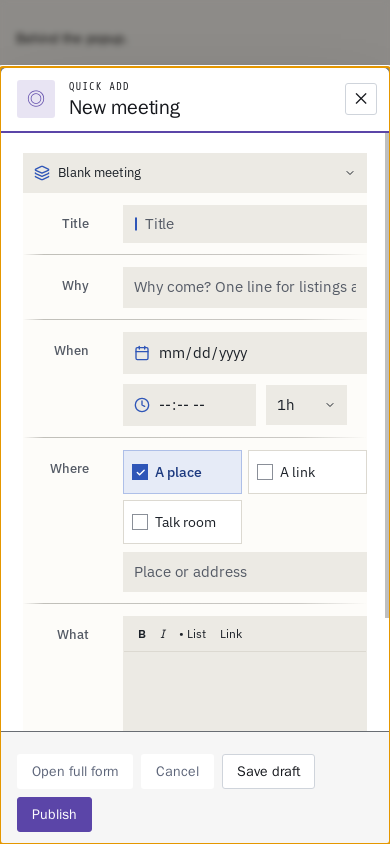 Behind the popup.
QUICK ADD
New meeting
Blank meeting
Title
Title
Why
Why come? One line for listings a
When
mm/dd/yyyy
--:-- --
1h
Where
A place
A link
Talk room
Place or address
What
B I • List Link
Open full form
Cancel
Save draft
Publish